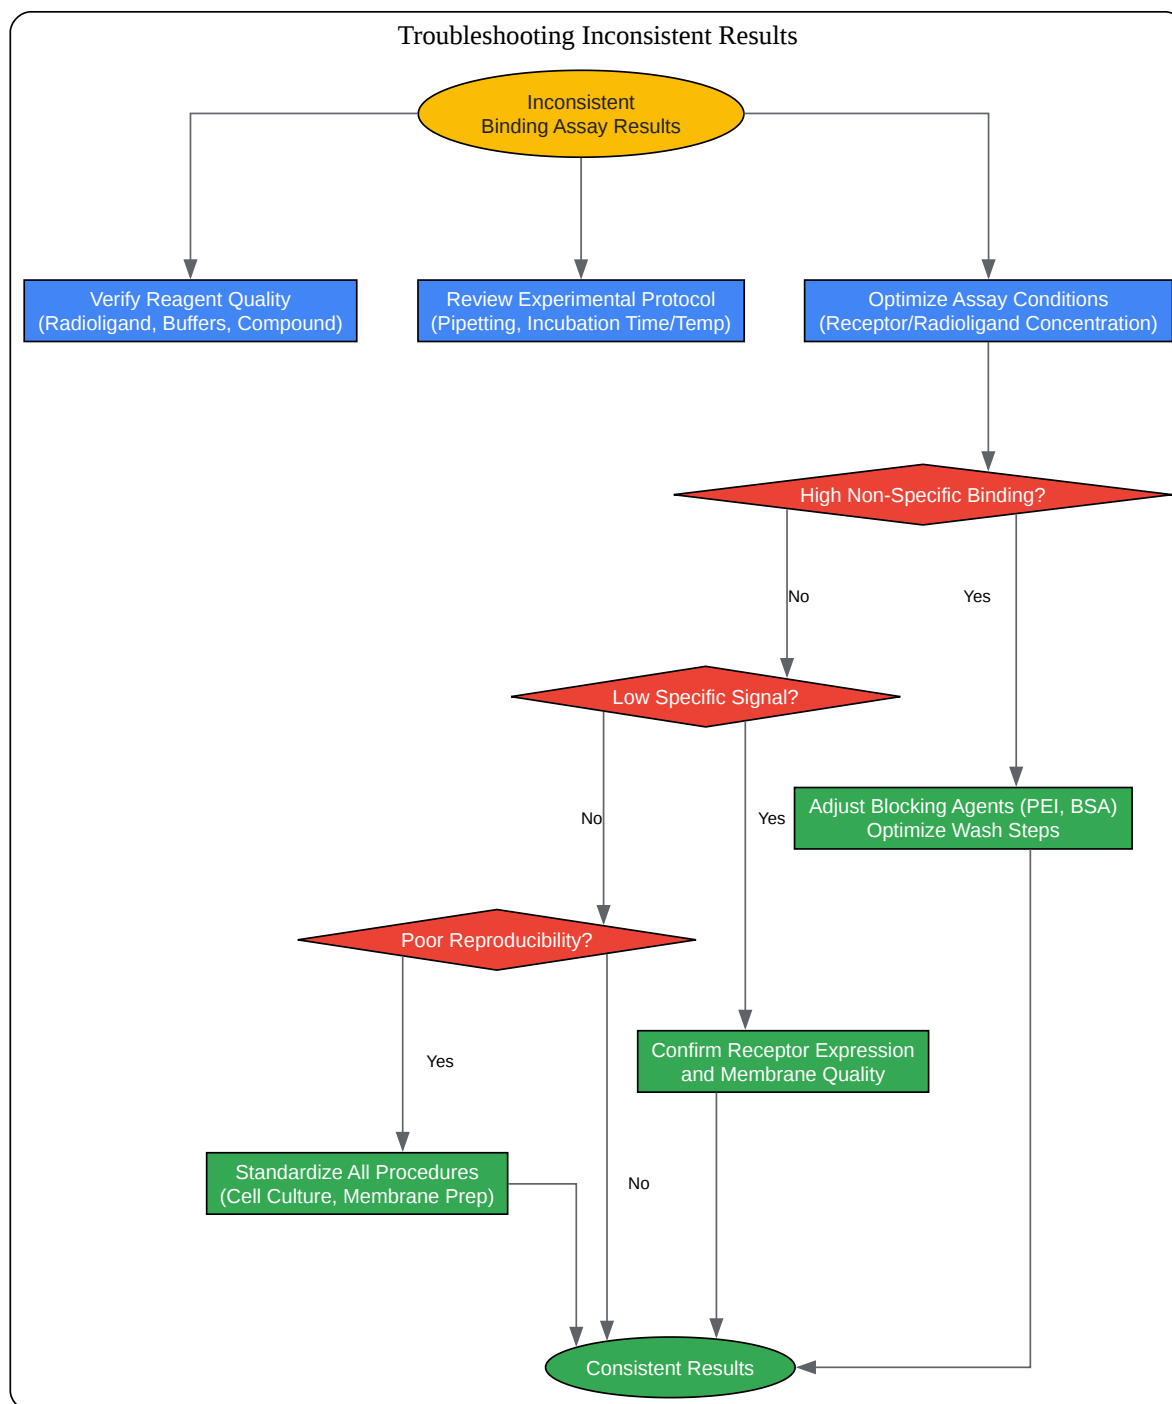 Troubleshooting Inconsistent Results
Inconsistent
Binding Assay Results
Verify Reagent Quality
(Radioligand, Buffers, Compound)
Review Experimental Protocol
(Pipetting, Incubation Time/Temp)
Optimize Assay Conditions
(Receptor/Radioligand Concentration)
High Non-Specific Binding?
No
Yes
Low Specific Signal?
No
Yes
Adjust Blocking Agents (PEI, BSA)
Optimize Wash Steps
Poor Reproducibility?
Yes
No
Confirm Receptor Expression
and Membrane Quality
Standardize All Procedures
(Cell Culture, Membrane Prep)
Consistent Results